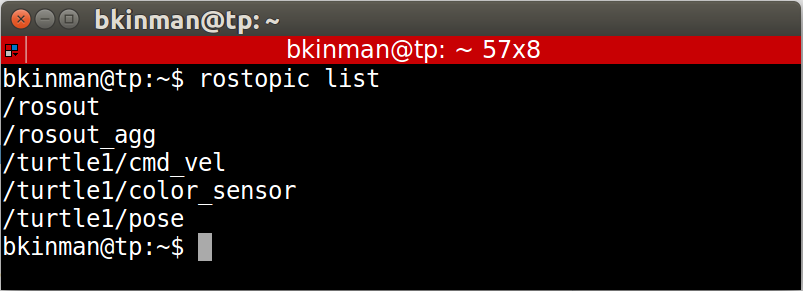 bkinman@tp: ~
bkinman@tp: ~ 57x8
bkinman@tp:~$ rostopic list
/rosout
/rosout_agg
/turtle1/cmd_vel
/turtle1/color_sensor
/turtle1/pose
bkinman@tp:~$